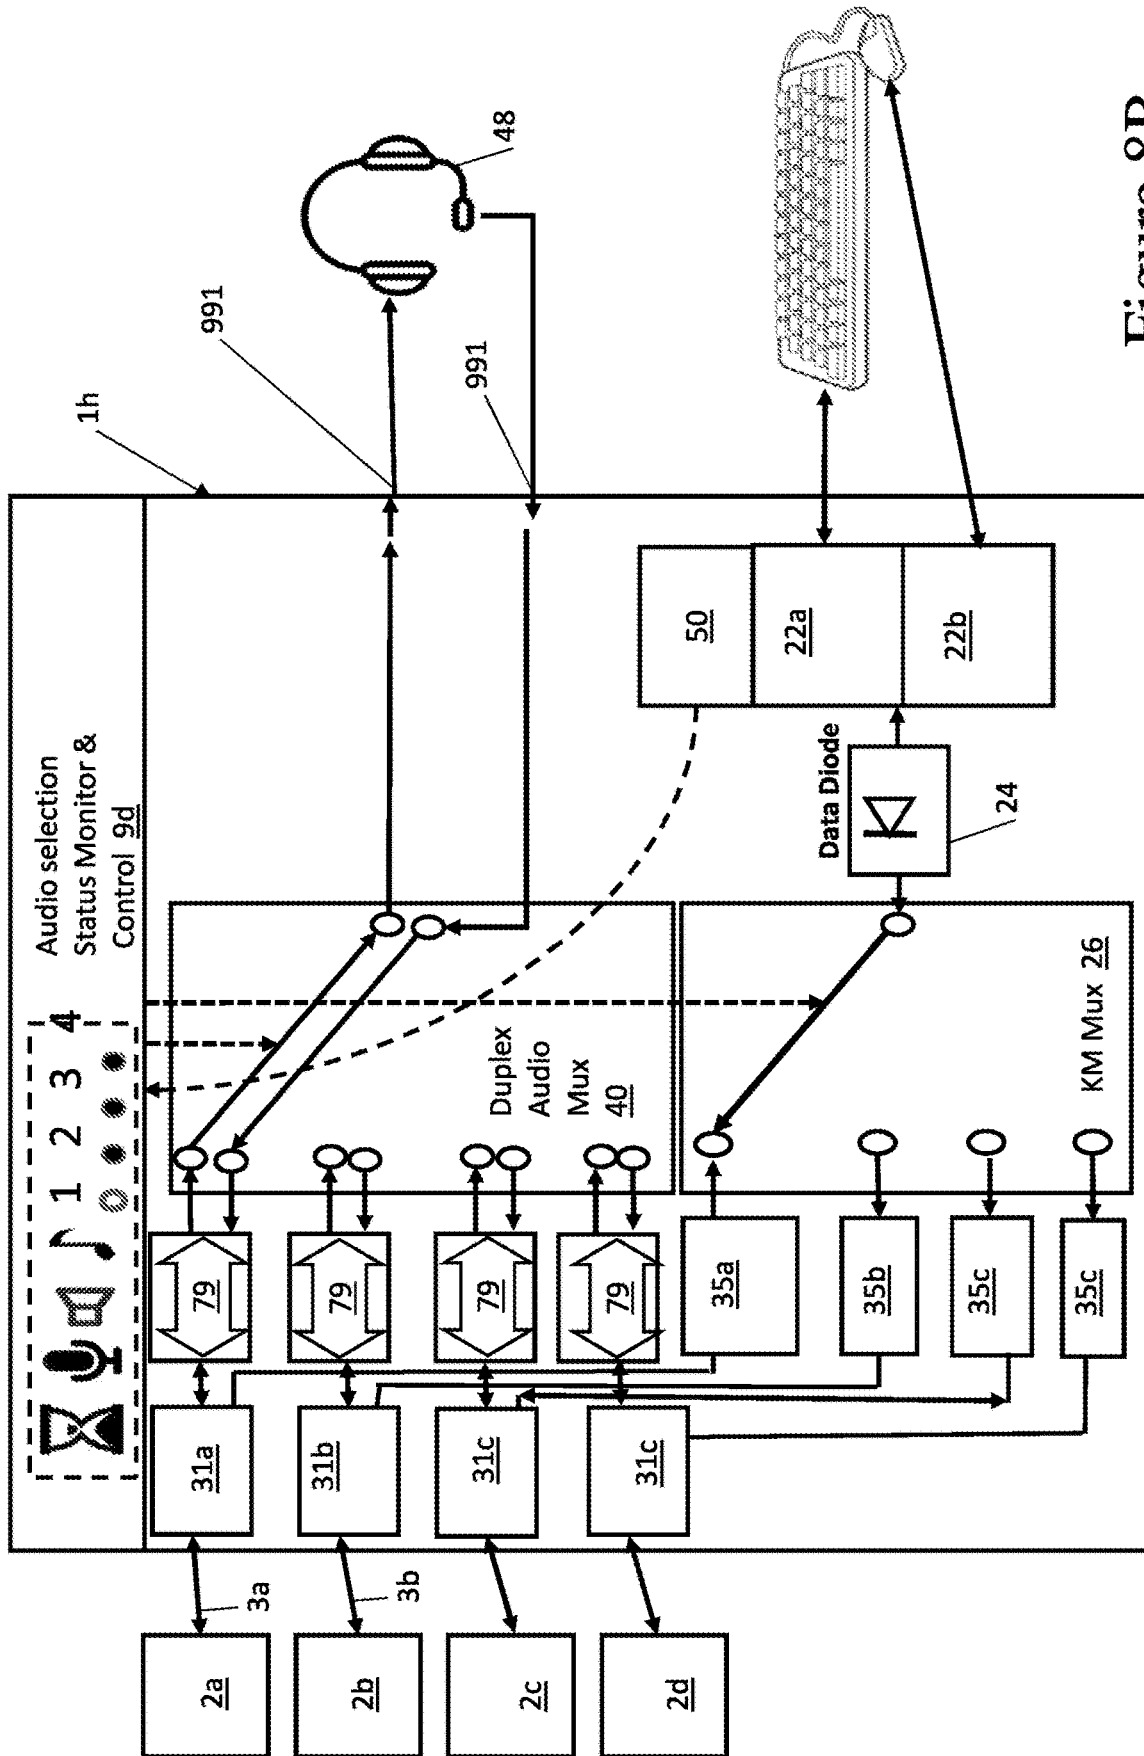 1 2 3 4
Audio selection
Status Monitor &
Control 9d
1h
991
48
991
2a
3a
31a
79
2b
3b
31b
79
2c
31c
79
2d
31c
79
Duplex
Audio
Mux
40
50
22a
22b
Data Diode
24
35a
35b
35c
35c
KM Mux 26
Figure